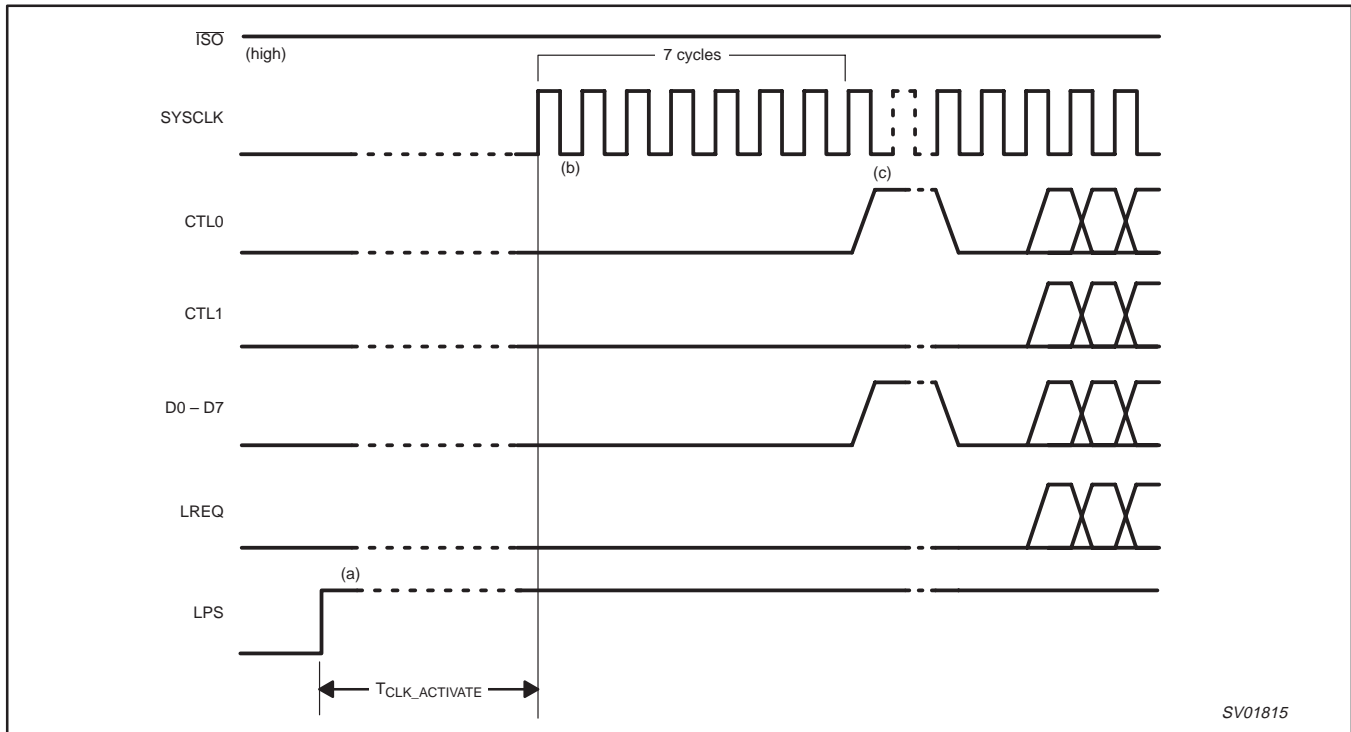 ISO
(high)
7 cycles
SYSCLK
(b)
(c)
CTL0
CTL1
D0 – D7
LREQ
(a)
LPS
TCLK_ACTIVATE
SV01815